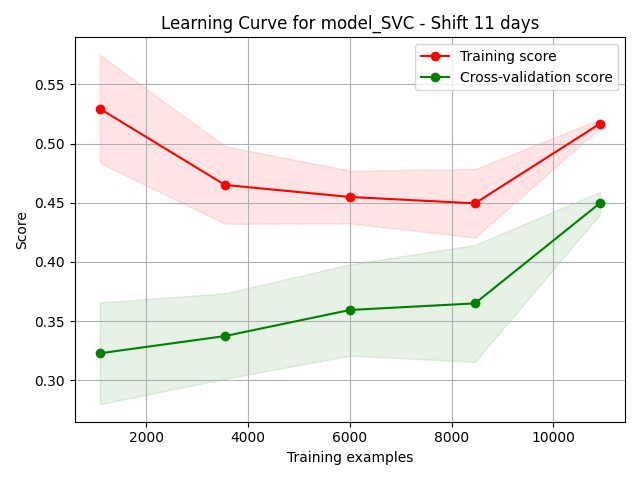 Learning Curve for model_SVC - Shift 11 days
Training score
Cross-validation score
0.55
0.50
0.45
0.40
0.35
0.30
Score
2000 4000 6000 8000 10000
Training examples